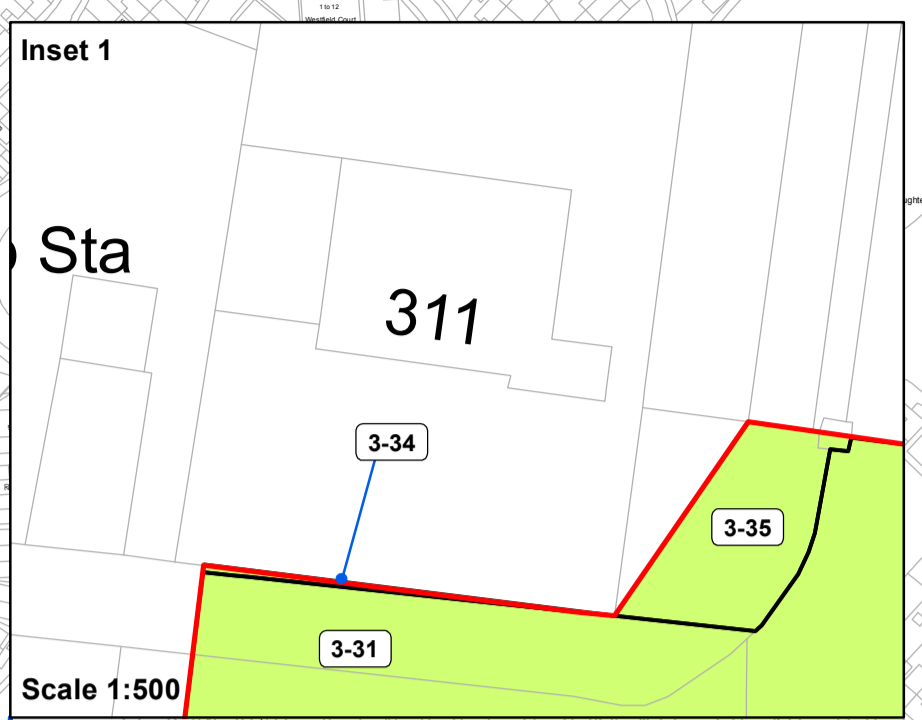 1 to 12
Westfield Court
Inset 1
Sta
311
3-34
3-35
3-31
Scale 1:500